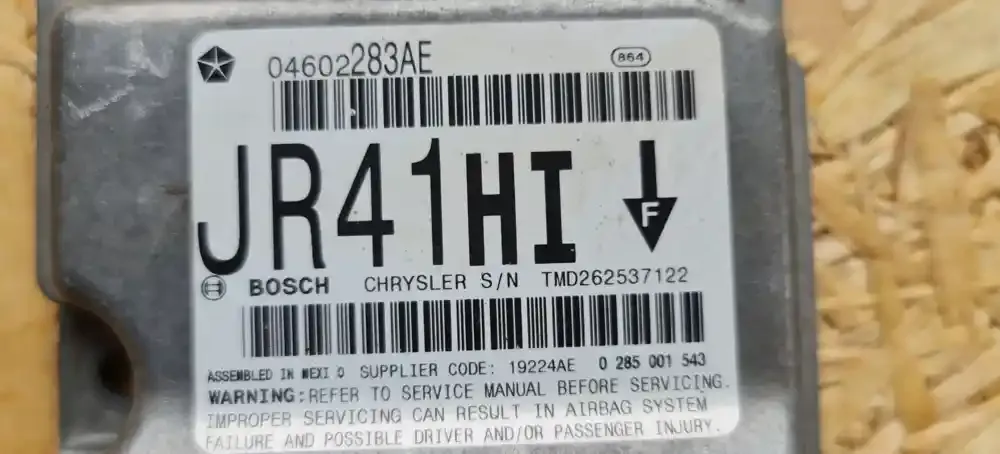 04602283AE 864
JR41HI F
BOSCH CHRYSLER S/N TMD262537122
ASSEMBLED IN MEXI O SUPPLIER CODE: 19224AE 0 285 001 543
WARNING: REFER TO SERVICE MANUAL BEFORE SERVICING.
IMPROPER SERVICING CAN RESULT IN AIRBAG SYSTEM
FAILURE AND POSSIBLE DRIVER AND/OR PASSENGER INJURY.